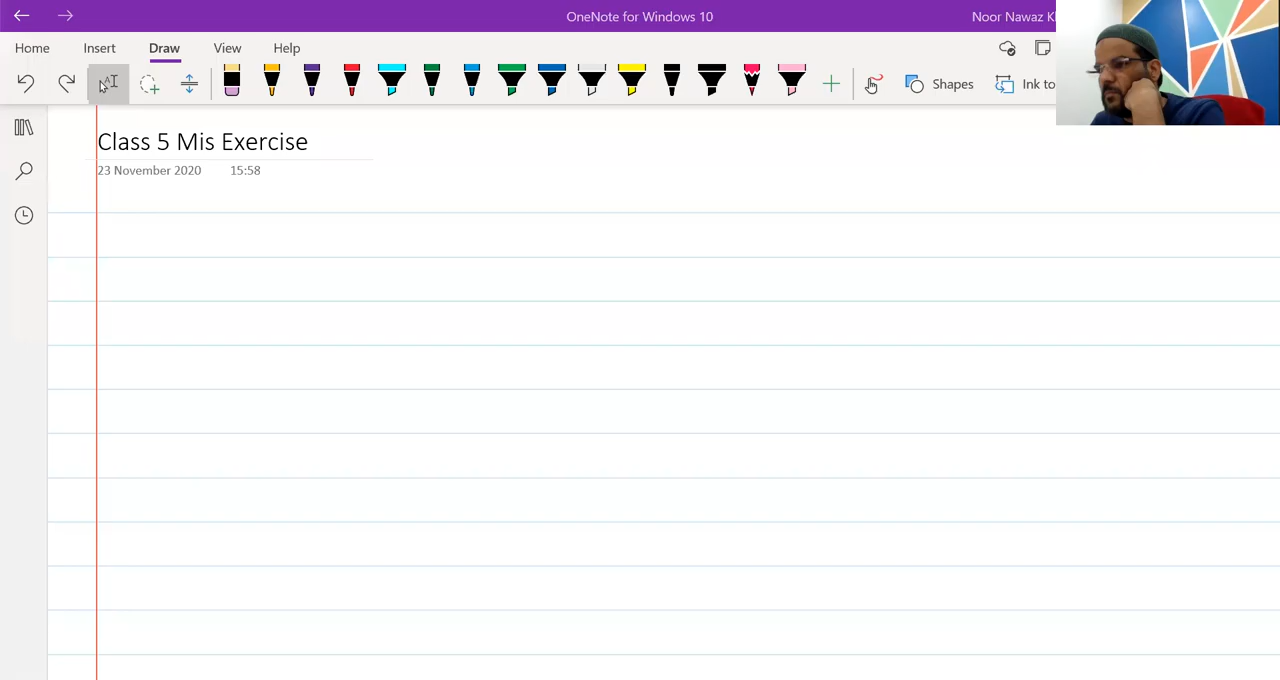 OneNote for Windows 10
Noor Nawaz
Home Insert Draw View Help
Shapes Ink to
Class 5 Mis Exercise
23 November 2020 15:58